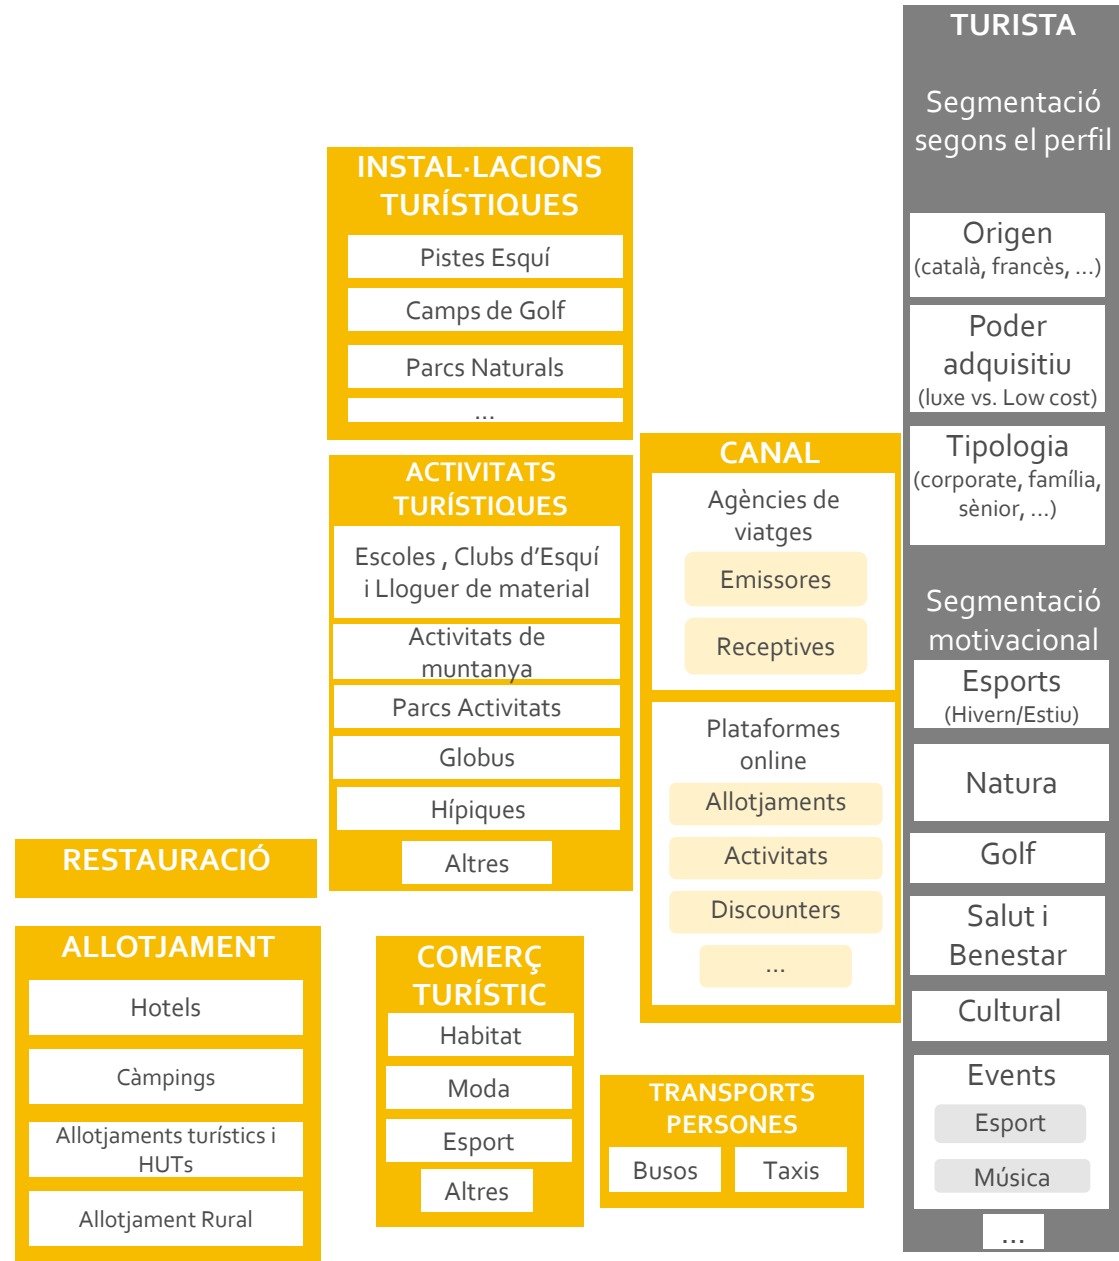 INSTAL·LACIONS
TURÍSTIQUES
Pistes Esquí
Camps de Golf
Parcs Naturals
...
ACTIVITATS
TURÍSTIQUES
Escoles , Clubs d'Esquí
i Lloguer de material
Activitats de
muntanya
Parcs Activitats
Globus
Hípiques
Altres
RESTAURACIÓ
ALLOTJAMENT
Hotels
Càmpings
Allotjaments turístics i
HUTs
Allotjament Rural
COMERÇ
TURÍSTIC
Habitat
Moda
Esport
Altres
CANAL
Agències de
viatges
Emissores
Receptives
Plataformes
online
Allotjaments
Activitats
Discounters
...
TRANSPORTS
PERSONES
Busos
Taxis
TURISTA
Segmentació
segons el perfil
Origen
(català, francès, ...)
Poder
adquisitiu
(luxe vs. Low cost)
Tipologia
(corporate, família,
sènior, ...)
Segmentació
motivacional
Esports
(Hivern/Estiu)
Natura
Golf
Salut i
Benestar
Cultural
Events
Esport
Música
...